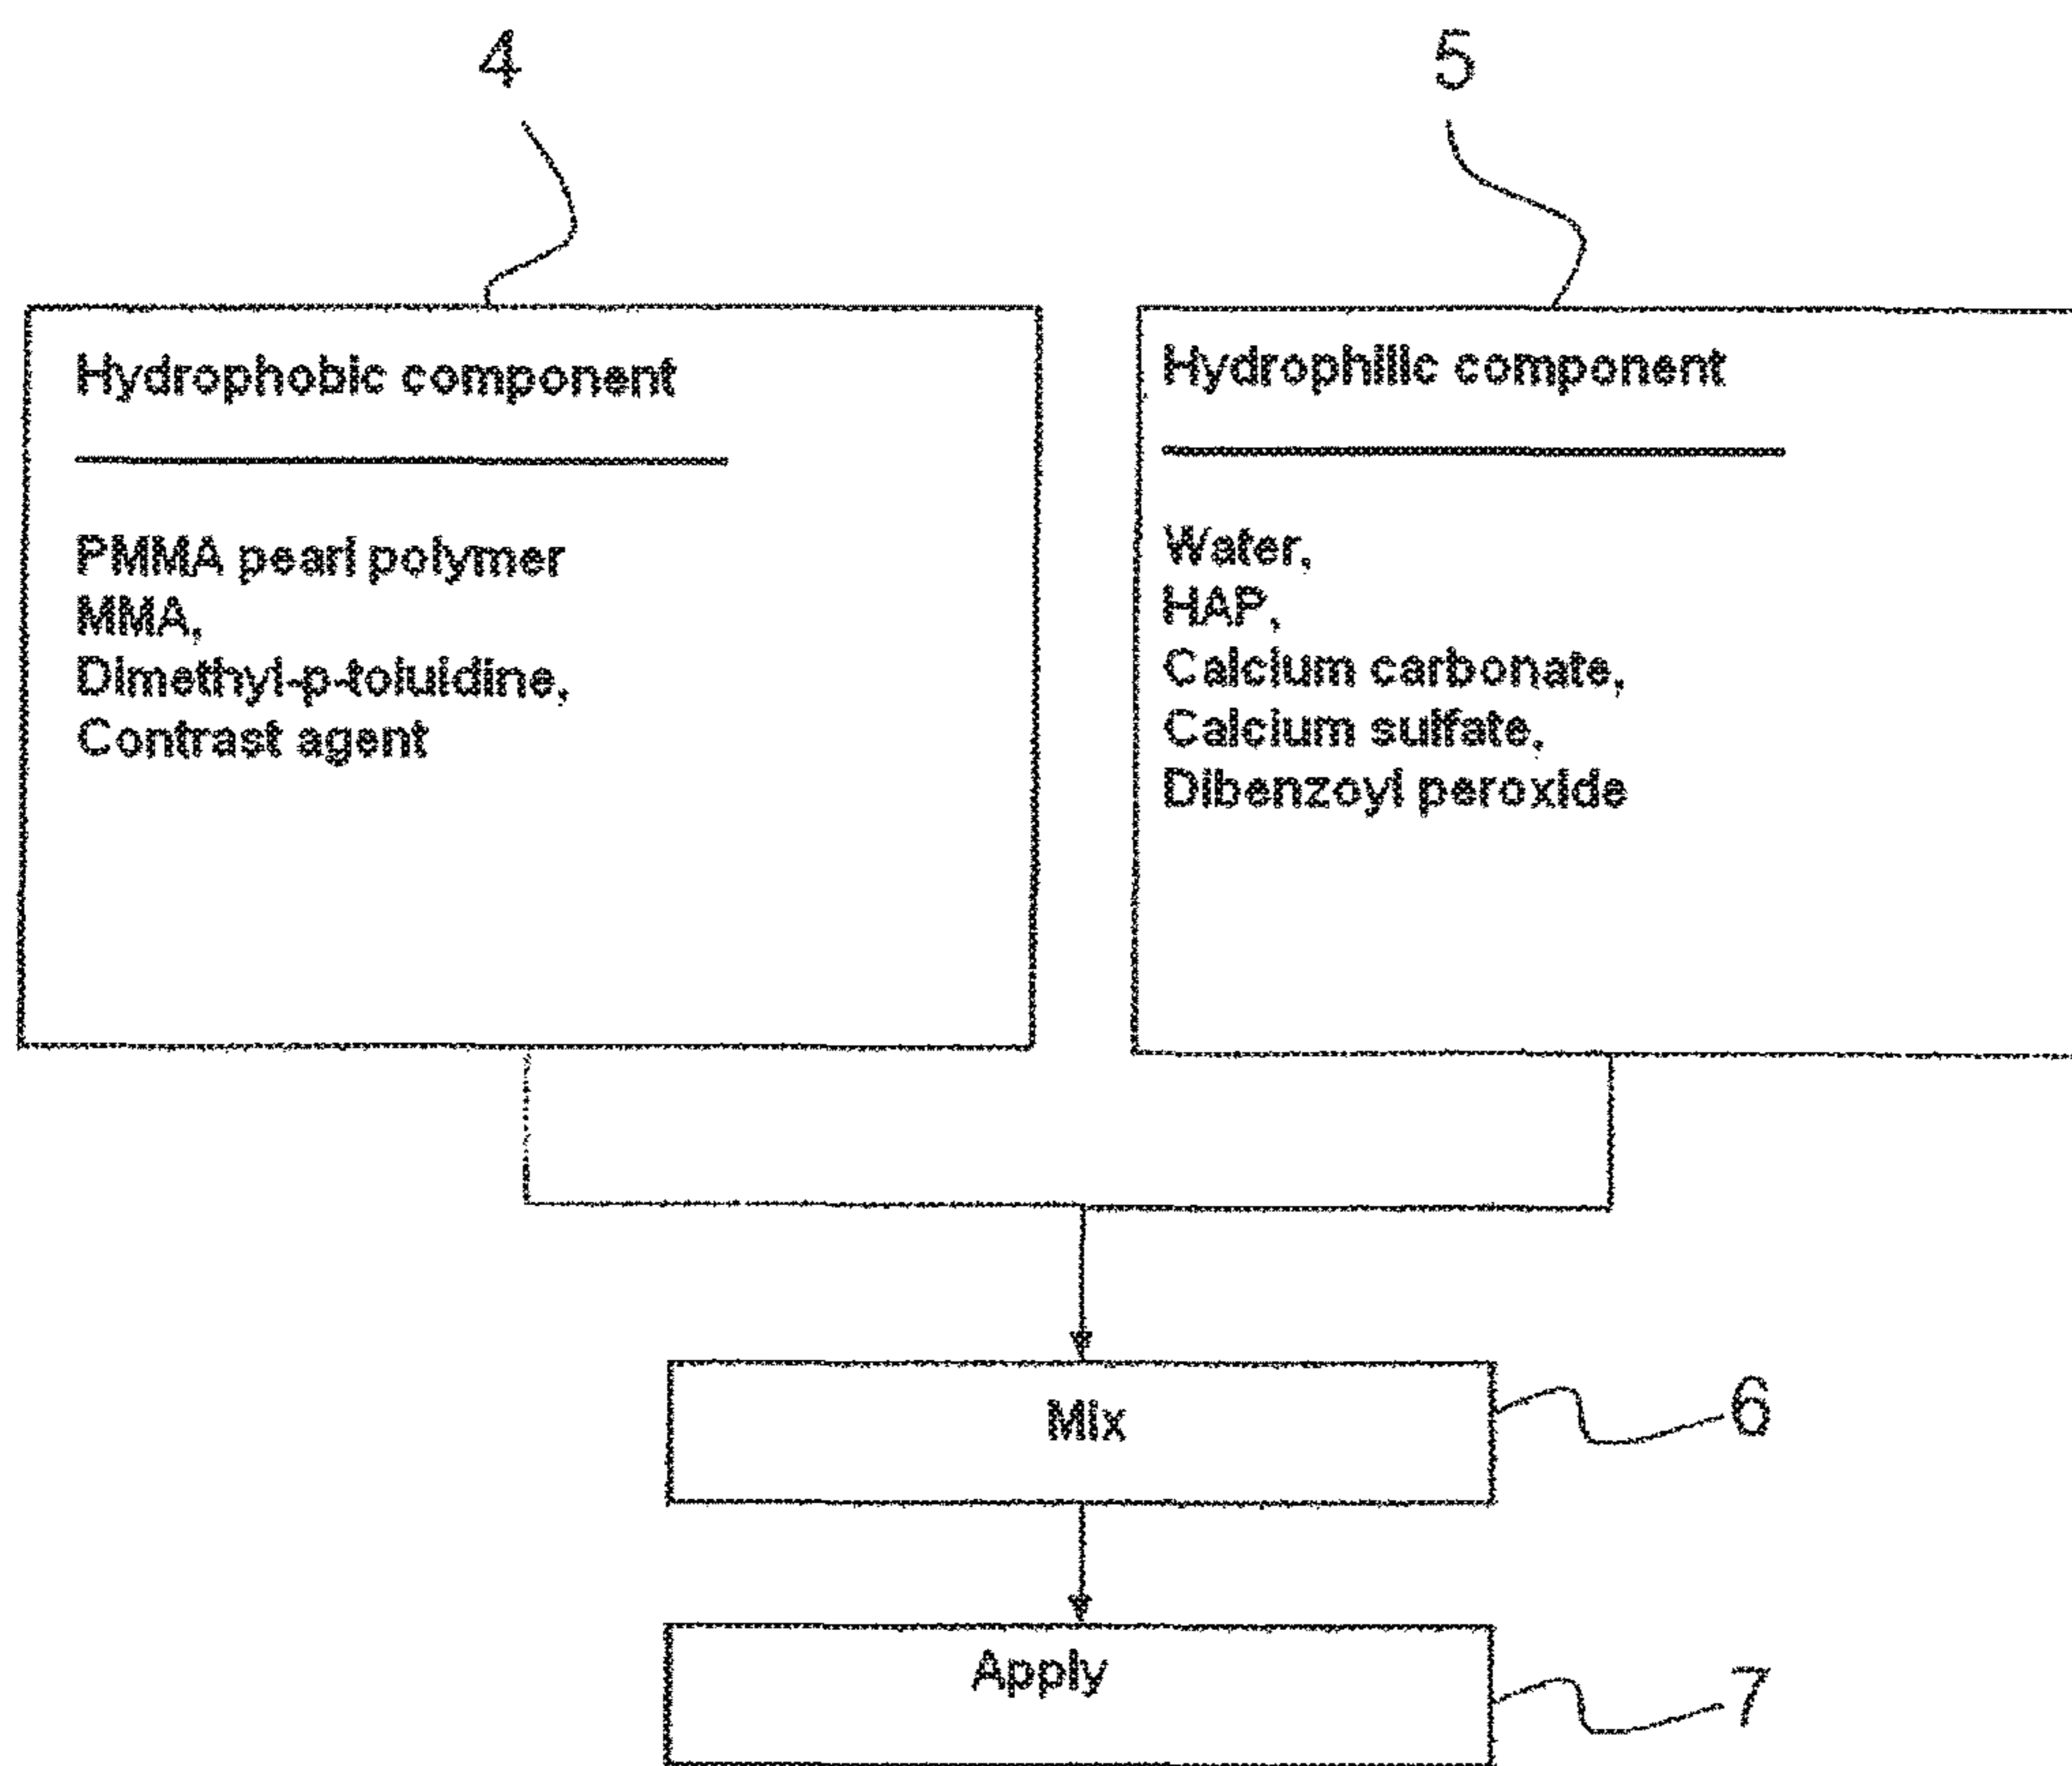 4
5
Hydrophobic component
PMMA pearl polymer
MMA,
Dimethyl-p-toluidine,
Contrast agent
Hydrophillic component
Water,
HAP,
Calcium carbonate,
Calcium sulfate,
Dibenzoyl peroxide
Mix
6
Apply
7